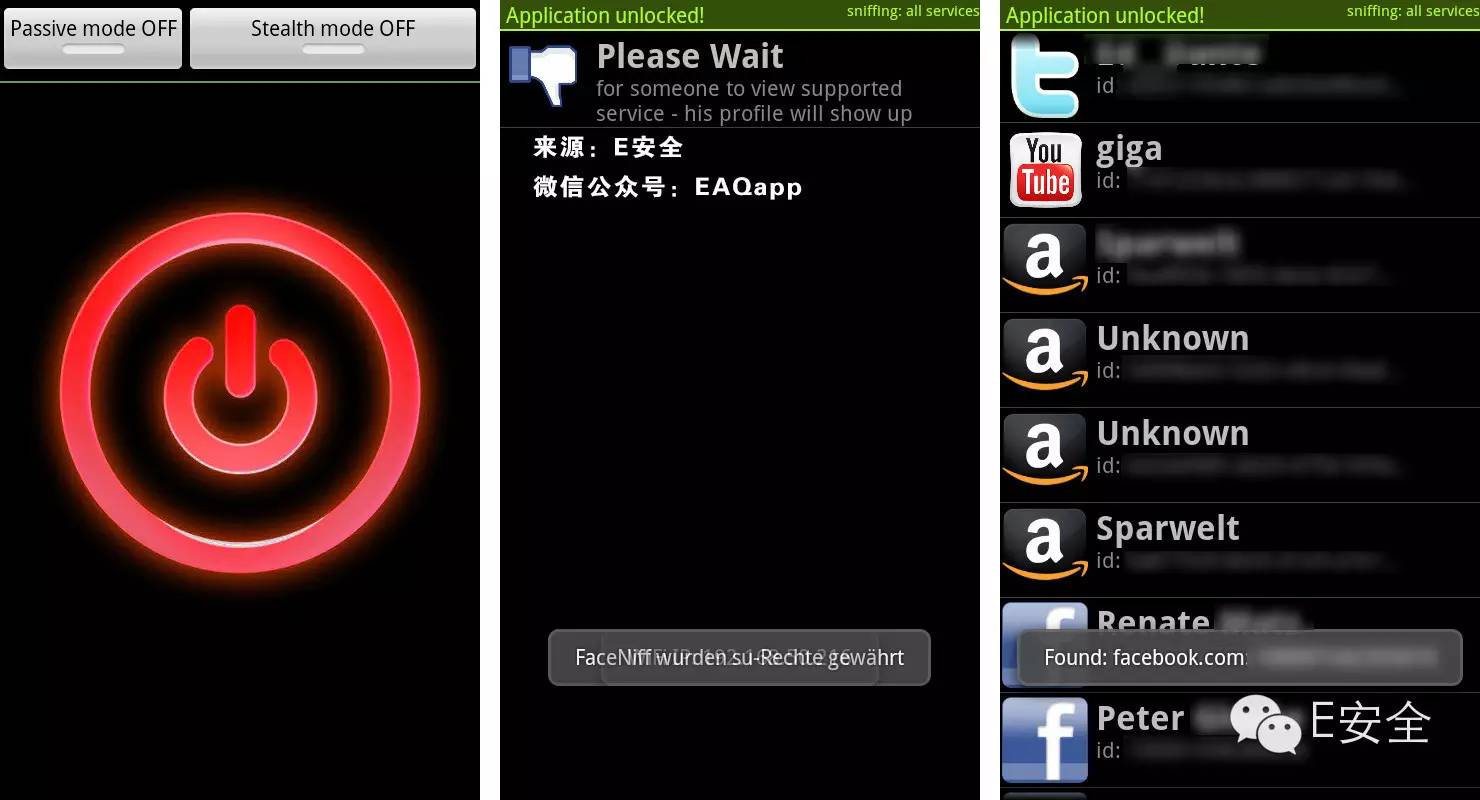 Passive mode OFF
Stealth mode OFF
Application unlocked!
sniffing: all services
Please Wait
for someone to view supported
service - his profile will show up
来源：E安全
微信公众号：EAQapp
FaceNiff wurden su-Rechte gewährt
Application unlocked!
sniffing: all services
id:
You
Tube
giga
id:
Sparwelt
id:
Unknown
id:
Unknown
id:
Sparwelt
id:
Renate
Found: facebook.com:
Peter
id:
E安全